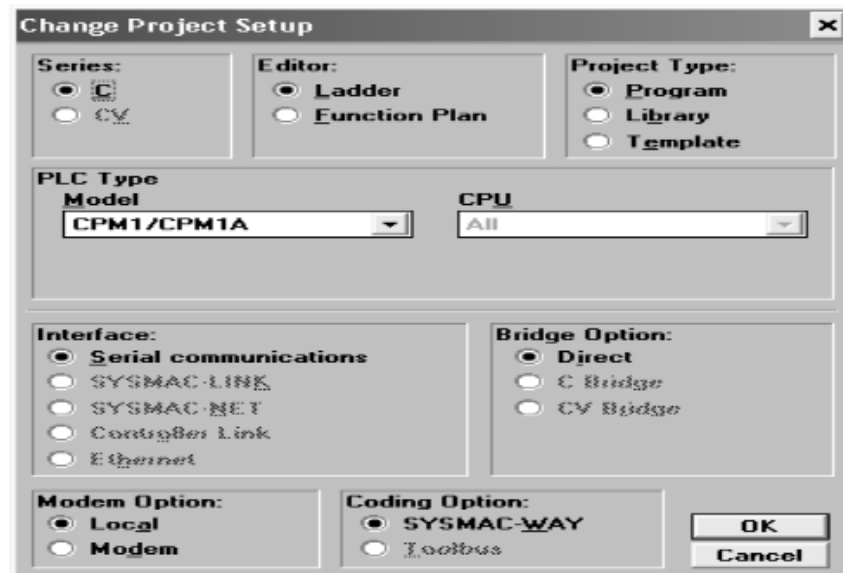 Change Project Setup
Series:
C
CV
Editor:
Ladder
Function Plan
Project Type:
Program
Library
Template
PLC Type
Model
CPM1/CPM1A
CPU
All
Interface:
Serial communications
SYSMAC-LINK
SYSMAC-NET
Controller Link
Ethernet
Bridge Option:
Direct
C Bridge
CV Bridge
Modem Option:
Local
Modem
Coding Option:
SYSMAC-WAY
Toolbus
OK
Cancel